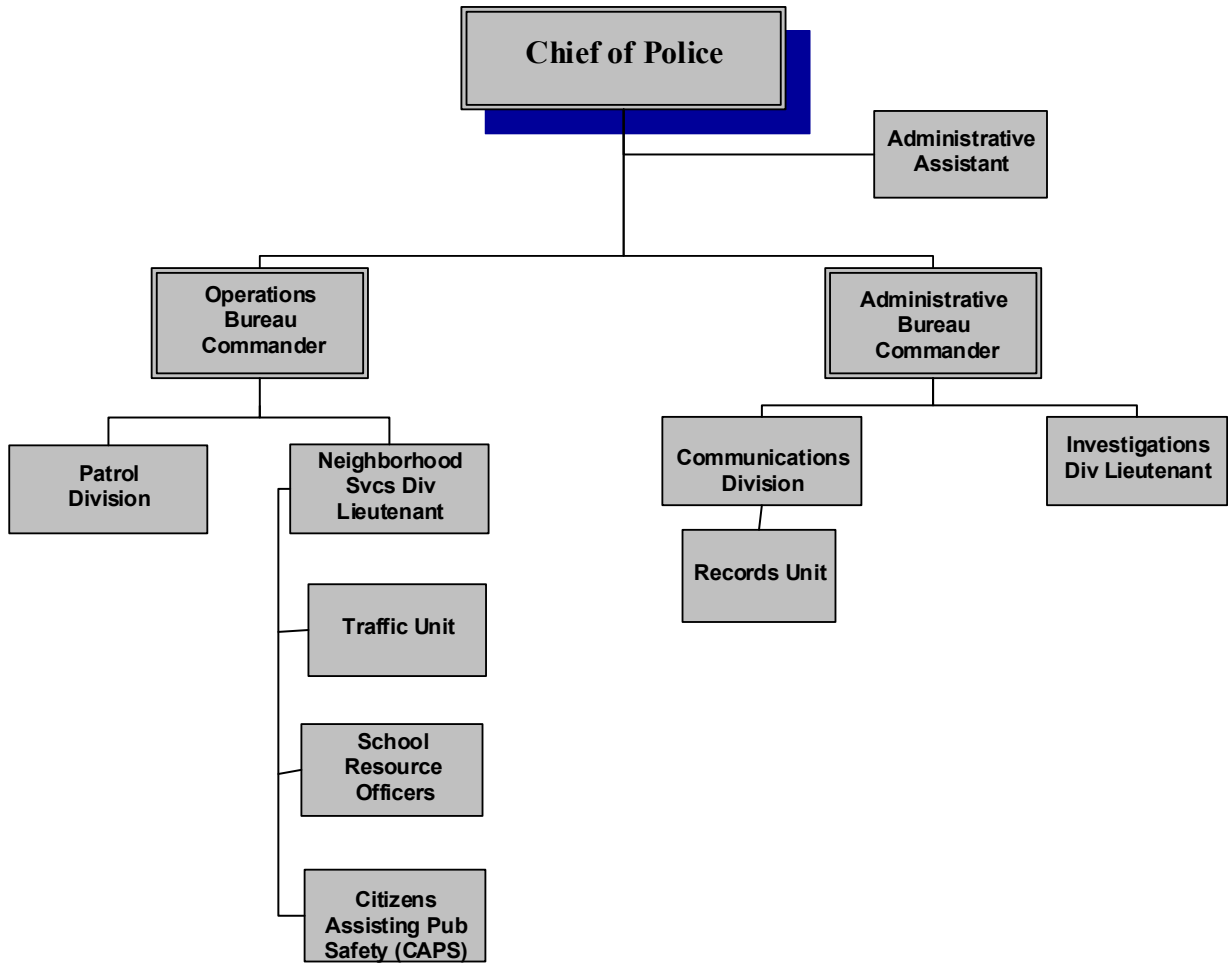 Chief of Police
Administrative
Assistant
Operations
Bureau
Commander
Administrative
Bureau
Commander
Patrol
Division
Neighborhood
Svcs Div
Lieutenant
Communications
Division
Investigations
Div Lieutenant
Records Unit
Traffic Unit
School
Resource
Officers
Citizens
Assisting Pub
Safety (CAPS)